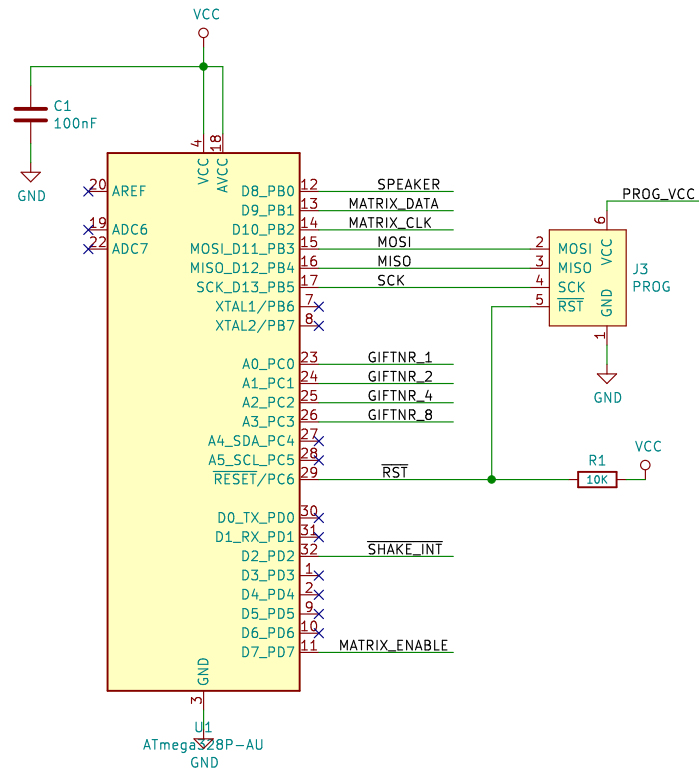 VCC
C1
100nF
GND
4
18
VCC
AVCC
20 AREF
19 ADC6
22 ADC7
D8_PB0 12 SPEAKER
D9_PB1 13 MATRIX_DATA
D10_PB2 14 MATRIX_CLK
MOSI_D11_PB3 15 MOSI
MISO_D12_PB4 16 MISO
SCK_D13_PB5 17 SCK
XTAL1/PB6 7
XTAL2/PB7 8
A0_PC0 23 GIFTNR_1
A1_PC1 24 GIFTNR_2
A2_PC2 25 GIFTNR_4
A3_PC3 26 GIFTNR_8
A4_SDA_PC4 27
A5_SCL_PC5 28
RESET/PC6 29 RST
D0_TX_PD0 30
D1_RX_PD1 31
D2_PD2 32 SHAKE_INT
D3_PD3 1
D4_PD4 2
D5_PD5 9
D6_PD6 10
D7_PD7 11 MATRIX_ENABLE
GND
3
U1
ATmega328P-AU
GND
PROG_VCC
6
VCC
2 MOSI
3 MISO
4 SCK
5 RST
GND
1
J3
PROG
GND
R1
10K
VCC